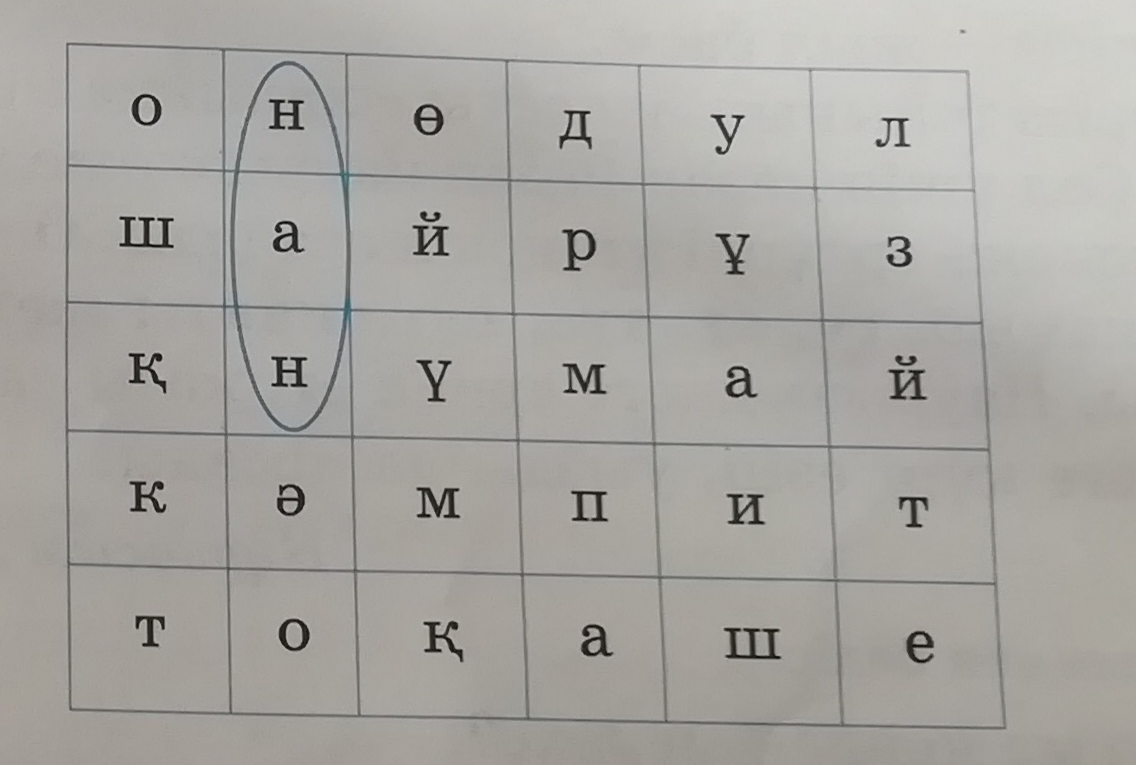 о н ө д у л
ш а й р ұ з
қ н ү м а й
к ә м п и т
т о қ а ш е